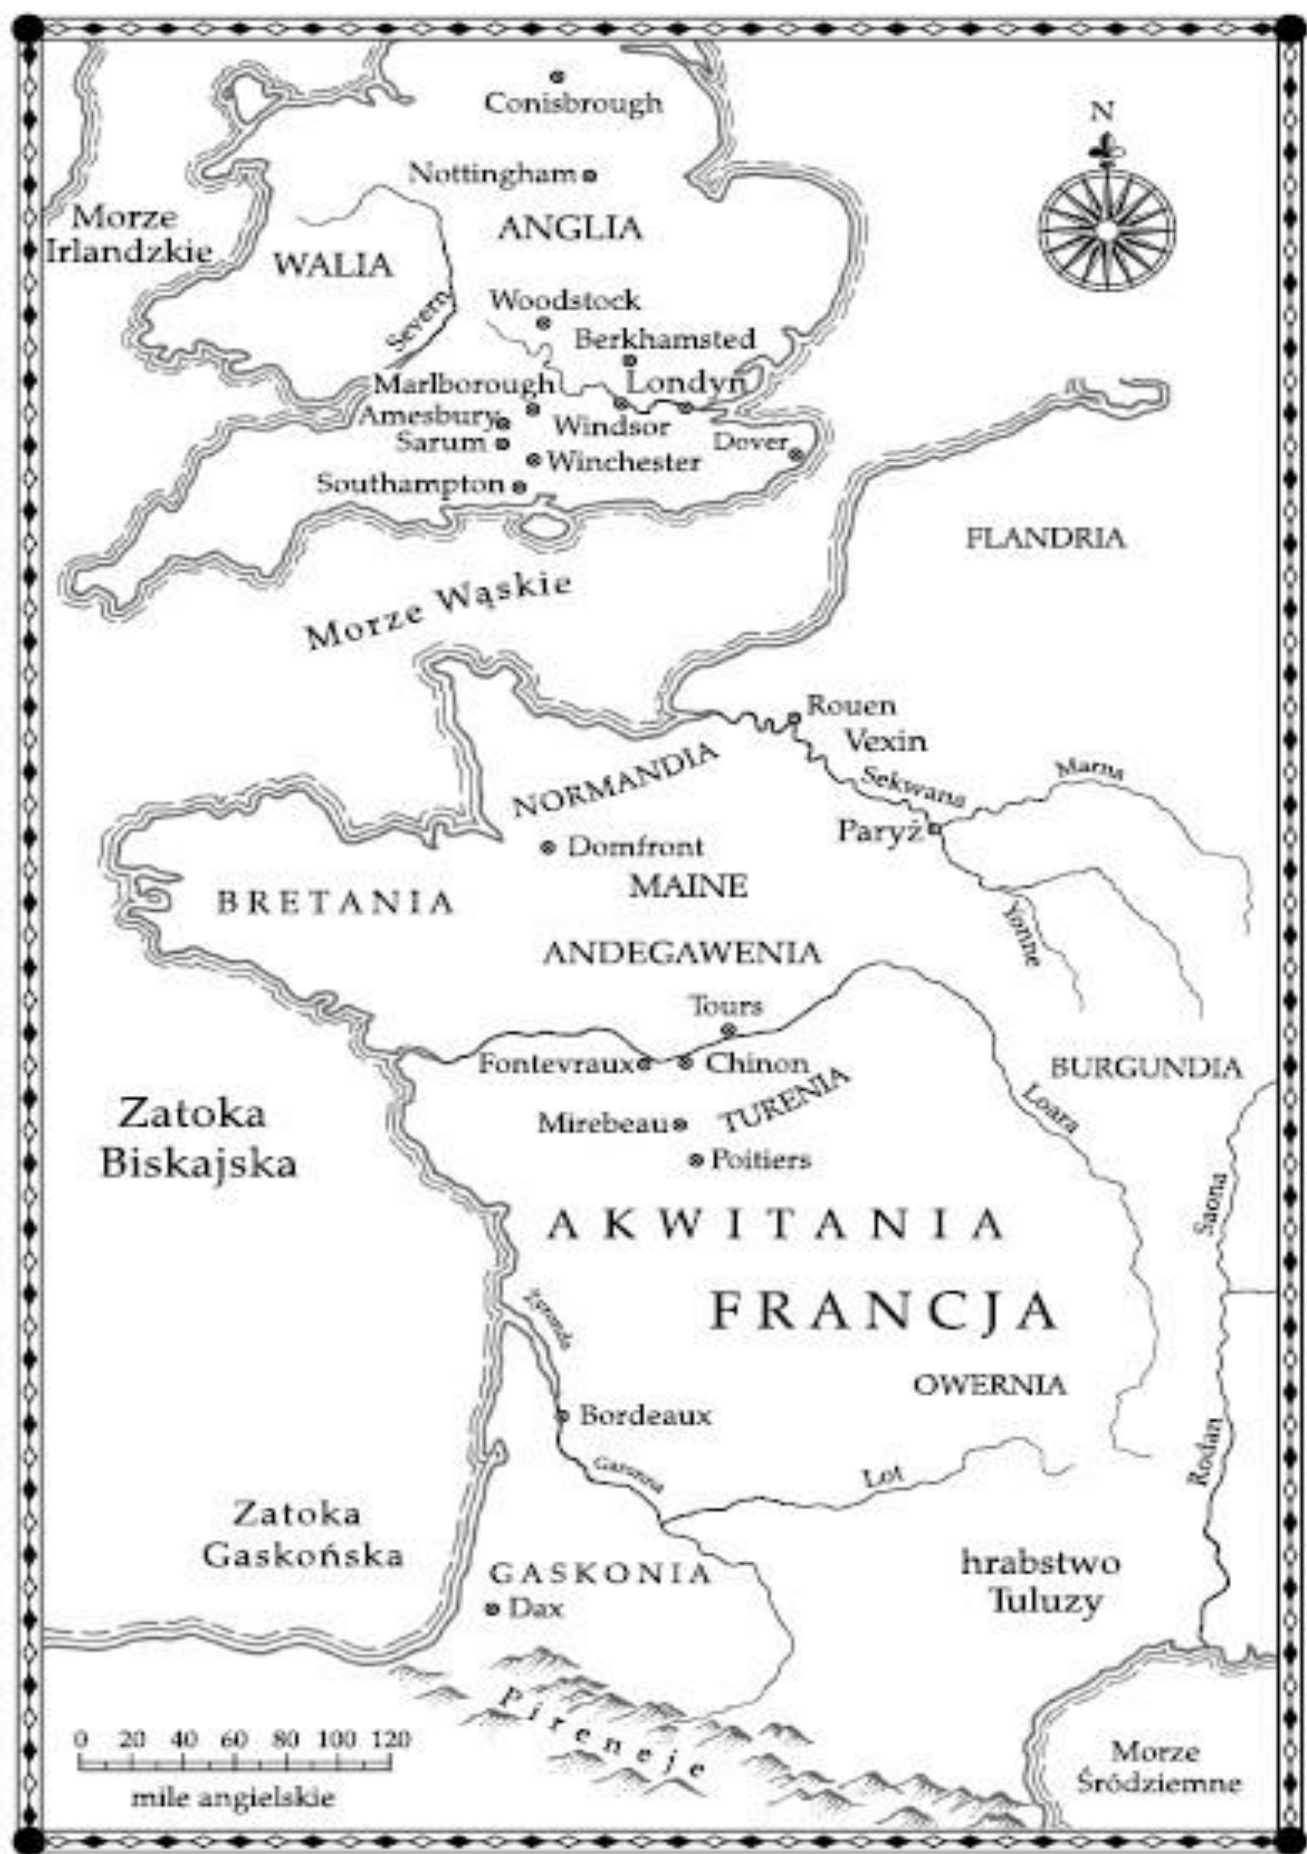 N
Conisbrough
Nottingham
Morze
Irlandzkie
ANGLIA
WALIA
Severn
Woodstock
Berkhamsted
Marlborough
Londyn
Amesbury
Windsor
Sarum
Dover
Winchester
Southampton
FLANDRIA
Morze Wąskie
Rouen
Vexin
NORMANDIA
Sekwana
Marna
Paryż
Domfront
MAINE
BRETANIA
Yonne
ANDEGAWENIA
Tours
Fontevraux
Chinon
BURGUNDIA
TURENIA
Loara
Zatoka
Biskajska
Mirebeau
Poitiers
Saona
AKWITANIA
FRANCJA
Żyronda
OWERNIA
Bordeaux
Garonna
Lot
Rodan
Zatoka
Gaskońska
GASKONIA
Dax
hrabstwo
Tuluzy
Pireneje
0 20 40 60 80 100 120
mile angielskie
Morze
Śródziemne